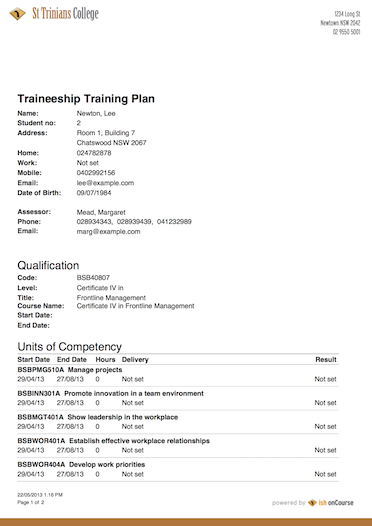 St Trinians College
1234 Long St
Newtown NSW 2042
02 9550 5001
Traineeship Training Plan
Name: Newton, Lee
Student no: 2
Address: Room 1, Building 7
Chatswood NSW 2067
Home: 024782878
Work: Not set
Mobile: 0402992156
Email: lee@example.com
Date of Birth: 09/07/1984
Assessor: Mead, Margaret
Phone: 028934343, 028939439, 041232989
Email: marg@example.com
Qualification
Code: BSB40807
Level: Certificate IV in
Title: Frontline Management
Course Name: Certificate IV in Frontline Management
Start Date:
End Date:
Units of Competency
Start Date End Date Hours Delivery Result
BSBPMG510A Manage projects
29/04/13 27/08/13 0 Not set Not set
BSBINN301A Promote innovation in a team environment
29/04/13 27/08/13 0 Not set Not set
BSBMGT401A Show leadership in the workplace
29/04/13 27/08/13 0 Not set Not set
BSBWOR401A Establish effective workplace relationships
29/04/13 27/08/13 0 Not set Not set
BSBWOR404A Develop work priorities
29/04/13 27/08/13 0 Not set Not set
22/05/2013 1.16 PM
Page 1 of 2
powered by ish onCourse